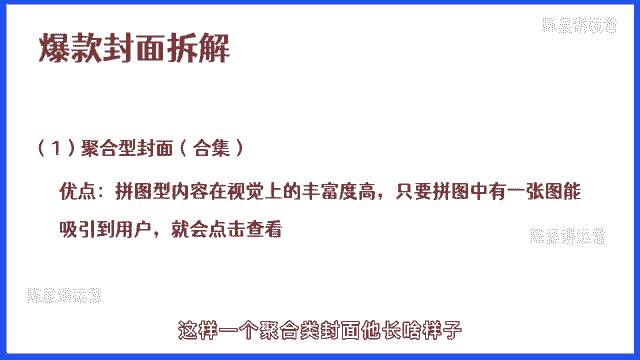 爆款封面拆解
（1）聚合型封面（合集）
优点：拼图型内容在视觉上的丰富度高，只要拼图中有一张图能
吸引到用户，就会点击查看
这样一个聚合类封面他长啥样子